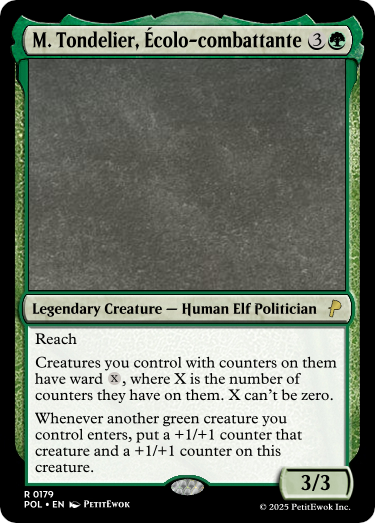 M. Tondelier, Écolo-combattante 3
Legendary Creature — Human Elf Politician
Reach
Creatures you control with counters on them
have ward X, where X is the number of
counters they have on them. X can't be zero.
Whenever another green creature you
control enters, put a +1/+1 counter that
creature and a +1/+1 counter on this
creature.
3/3
R 0179
POL • EN PetitEwok
© 2025 PetitEwok Inc.